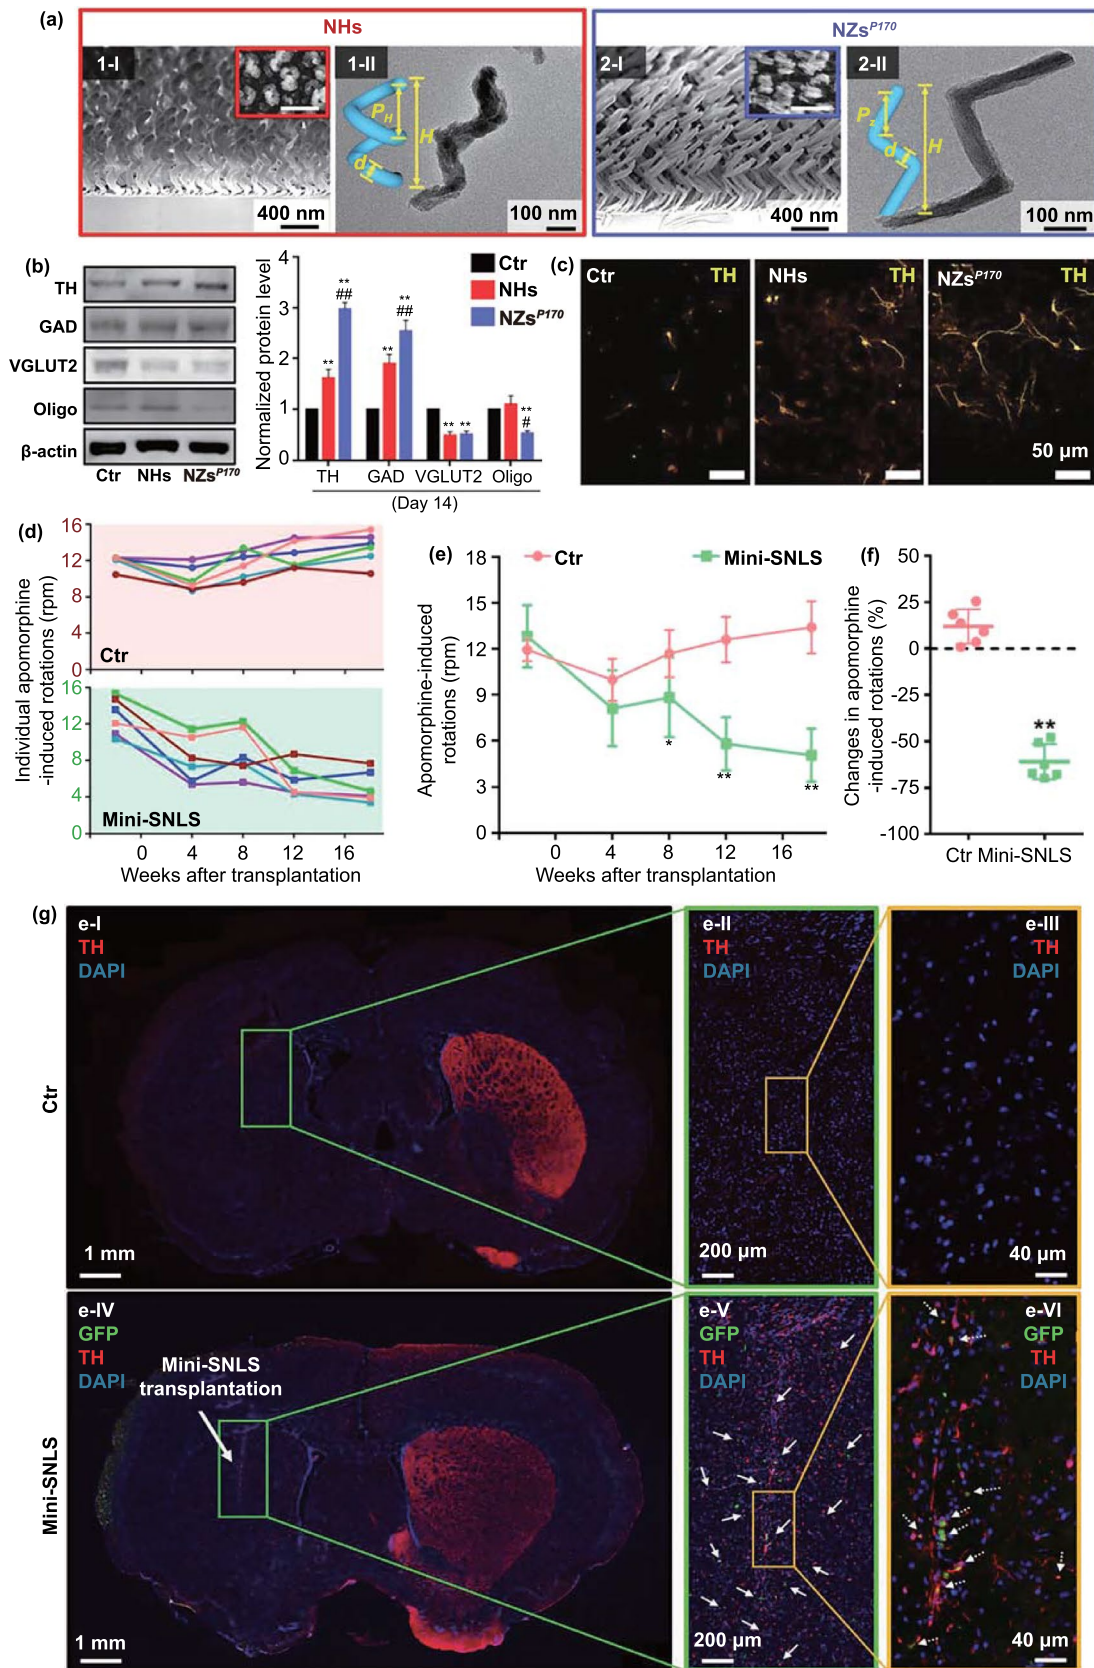 (a)
NHs
NZsP170
1-I
1-II
2-I
2-II
PH
H
d
Pz
d
H
400 nm
100 nm
400 nm
100 nm
(b)
TH
GAD
VGLUT2
Oligo
β-actin
Ctr NHs NZsP170
Normalized protein level
4
3
2
1
0
Ctr
NHs
NZsP170
**
**
##
**
**
##
** **
**
#
TH GAD VGLUT2 Oligo
(Day 14)
(c)
Ctr TH
NHs TH
NZsP170 TH
50 µm
(d)
Individual apomorphine
-induced rotations (rpm)
16
12
8
4
0
Ctr
16
12
8
4
0
Mini-SNLS
0 4 8 12 16
Weeks after transplantation
(e)
Ctr
Mini-SNLS
Apomorphine-induced
rotations (rpm)
18
15
12
9
6
3
0
*
**
**
0 4 8 12 16
Weeks after transplantation
(f)
Changes in apomorphine
-induced rotations (%)
50
25
0
-25
-50
-75
-100
**
Ctr Mini-SNLS
(g)
Ctr
e-I
TH
DAPI
1 mm
e-II
TH
DAPI
200 µm
e-III
TH
DAPI
40 µm
Mini-SNLS
e-IV
GFP
TH
DAPI
Mini-SNLS
transplantation
1 mm
e-V
GFP
TH
DAPI
200 µm
e-VI
GFP
TH
DAPI
40 µm